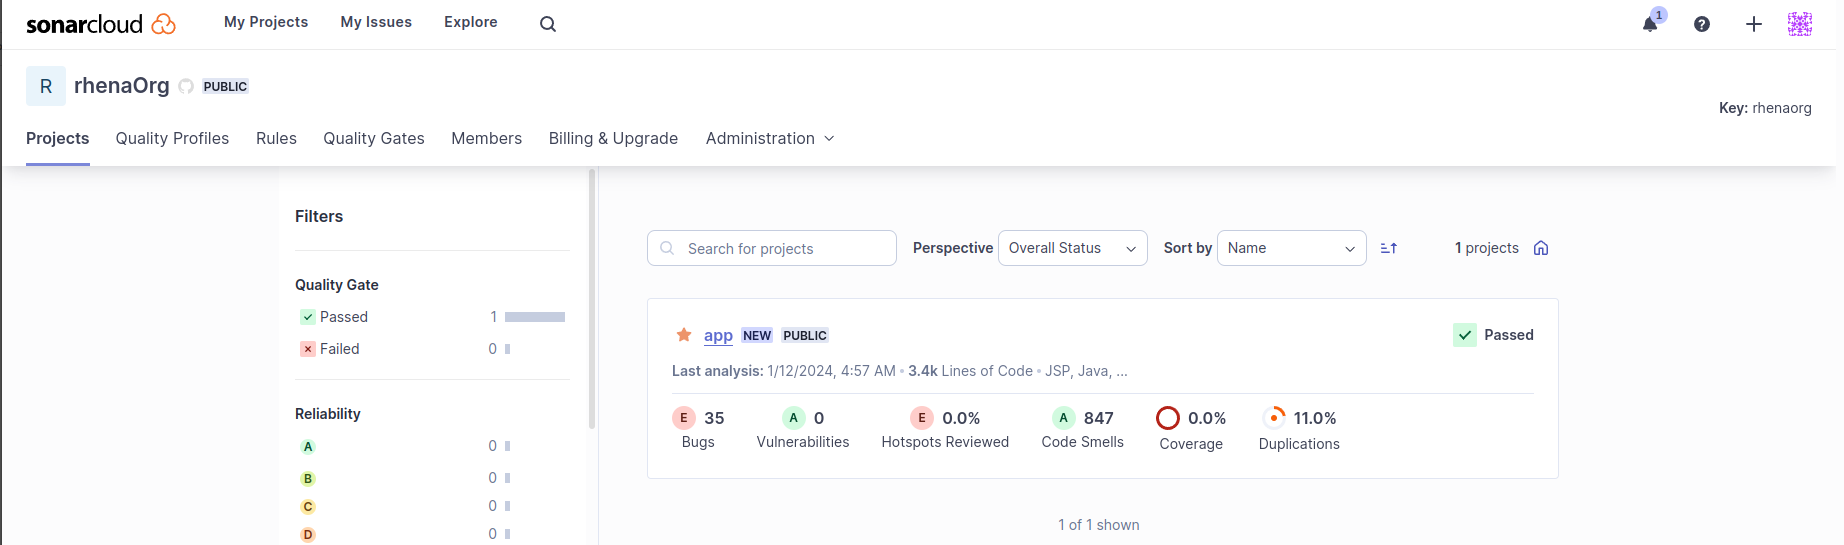 sonarcloud My Projects My Issues Explore 1
R rhenaOrg PUBLIC
Key: rhenaorg
Projects Quality Profiles Rules Quality Gates Members Billing & Upgrade Administration
Filters
Quality Gate
Passed 1
Failed 0
Reliability
A 0
B 0
C 0
D 0
Search for projects Perspective Overall Status Sort by Name 1 projects
app NEW PUBLIC Passed
Last analysis: 1/12/2024, 4:57 AM • 3.4k Lines of Code • JSP, Java, ...
E 35 A 0 E 0.0% A 847 0.0% 11.0%
Bugs Vulnerabilities Hotspots Reviewed Code Smells Coverage Duplications
1 of 1 shown